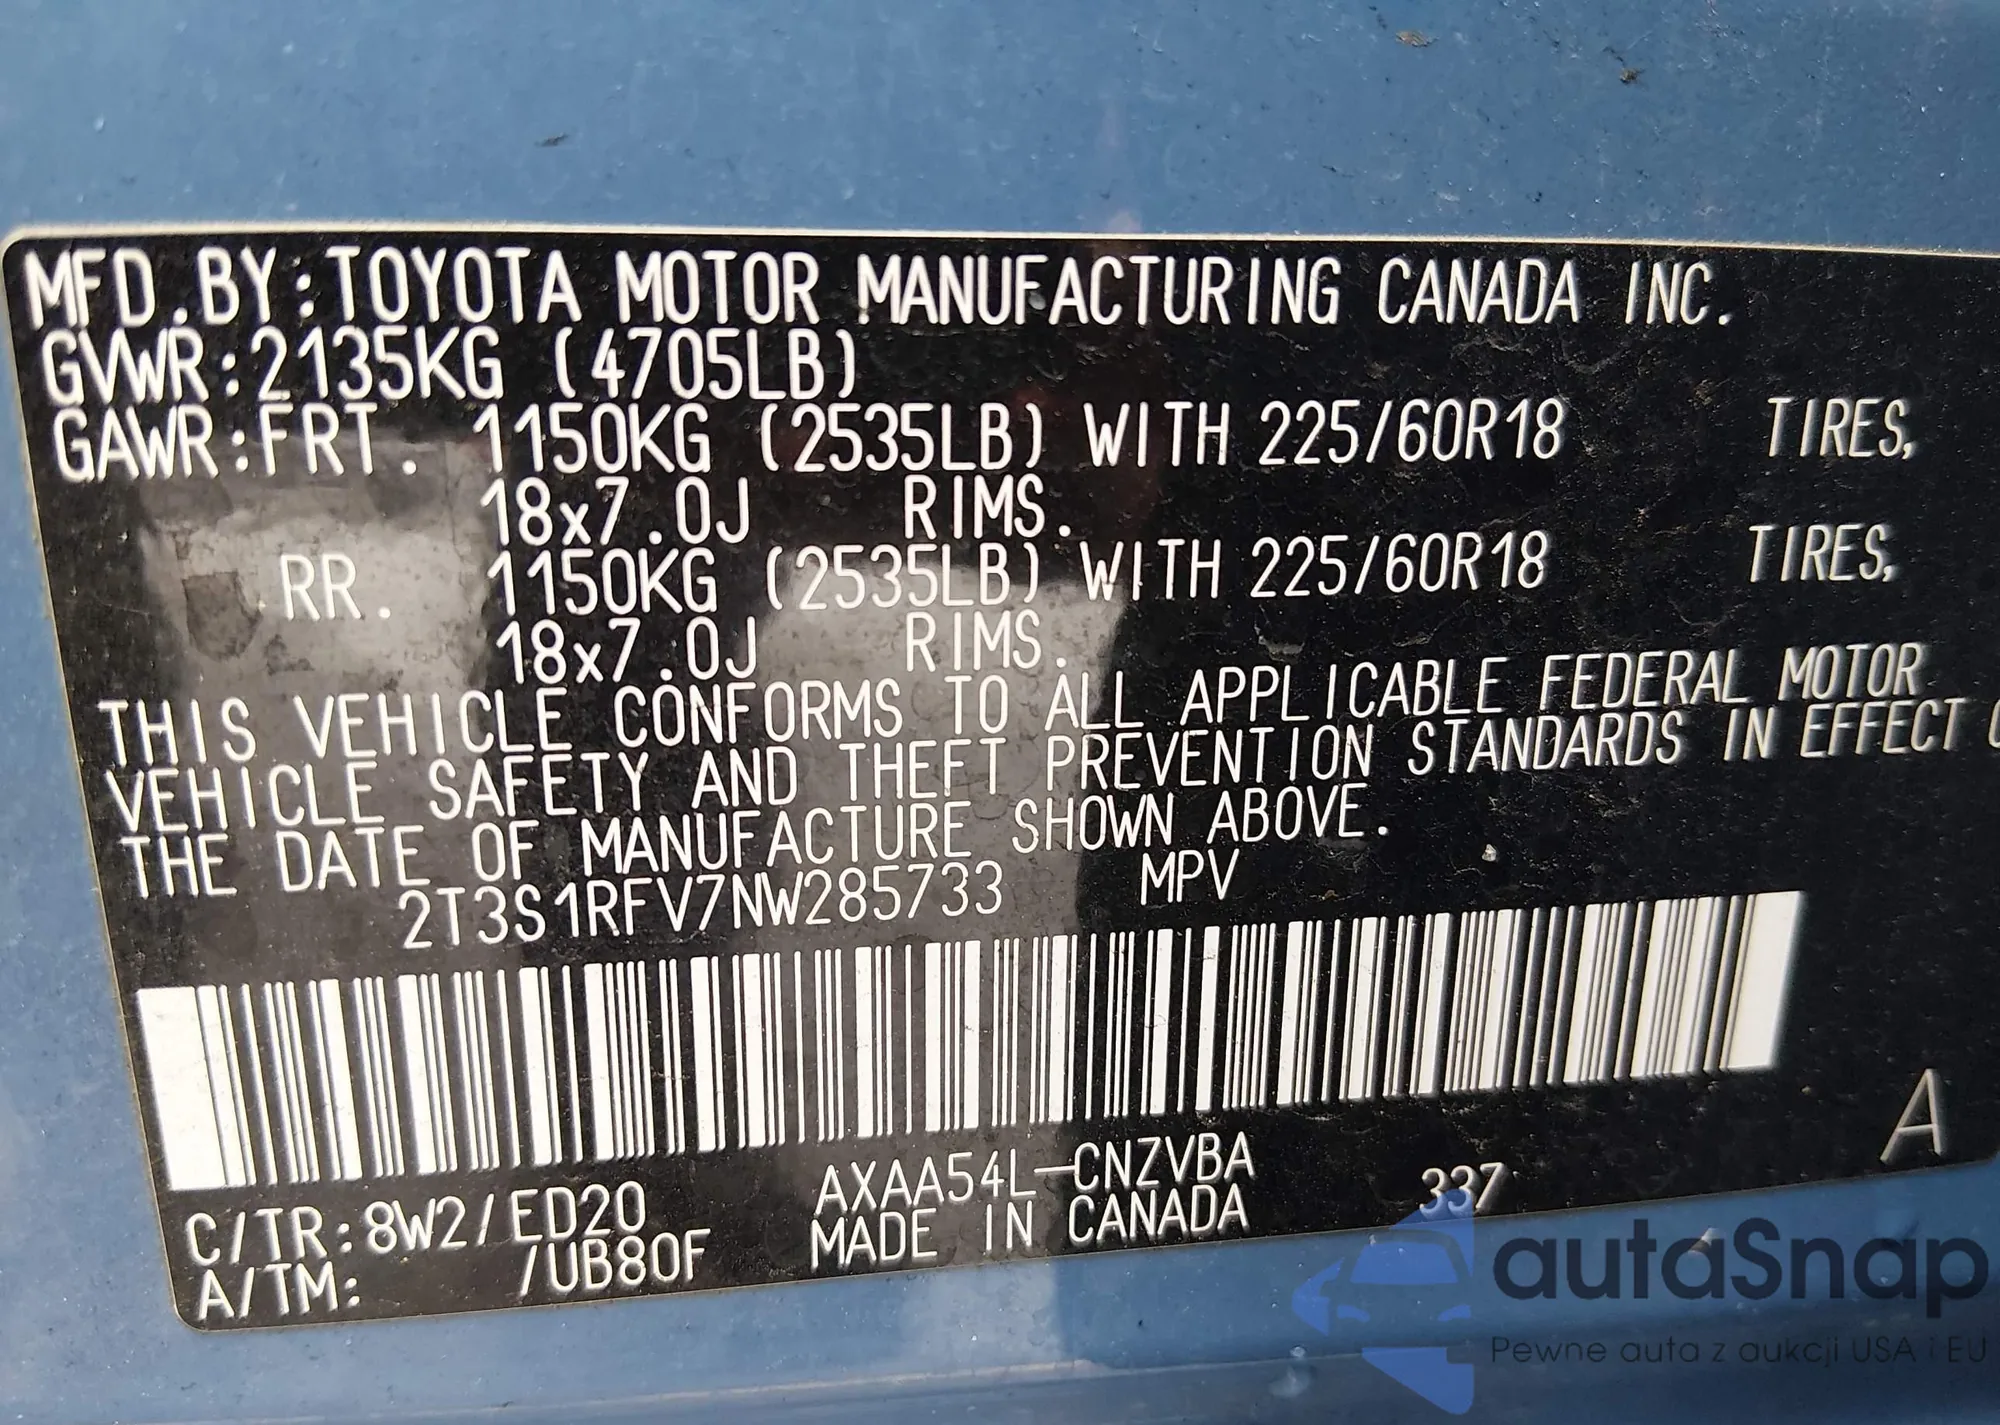 MFD.BY:TOYOTA MOTOR MANUFACTURING CANADA INC.
GVWR:2135KG (4705LB)
GAWR:FRT. 1150KG (2535LB) WITH 225/60R18 TIRES,
18x7.0J RIMS.
RR. 1150KG (2535LB) WITH 225/60R18 TIRES,
18x7.0J RIMS.
THIS VEHICLE CONFORMS TO ALL APPLICABLE FEDERAL MOTOR
VEHICLE SAFETY AND THEFT PREVENTION STANDARDS IN EFFECT
THE DATE OF MANUFACTURE SHOWN ABOVE.
2T3S1RFV7NW285733 MPV
A
C/TR:8W2/ED20 AXAA54L-CNZVBA 337
A/TM: /UB80F MADE IN CANADA
autaSnap
Pewne auta z aukcji USA i EU